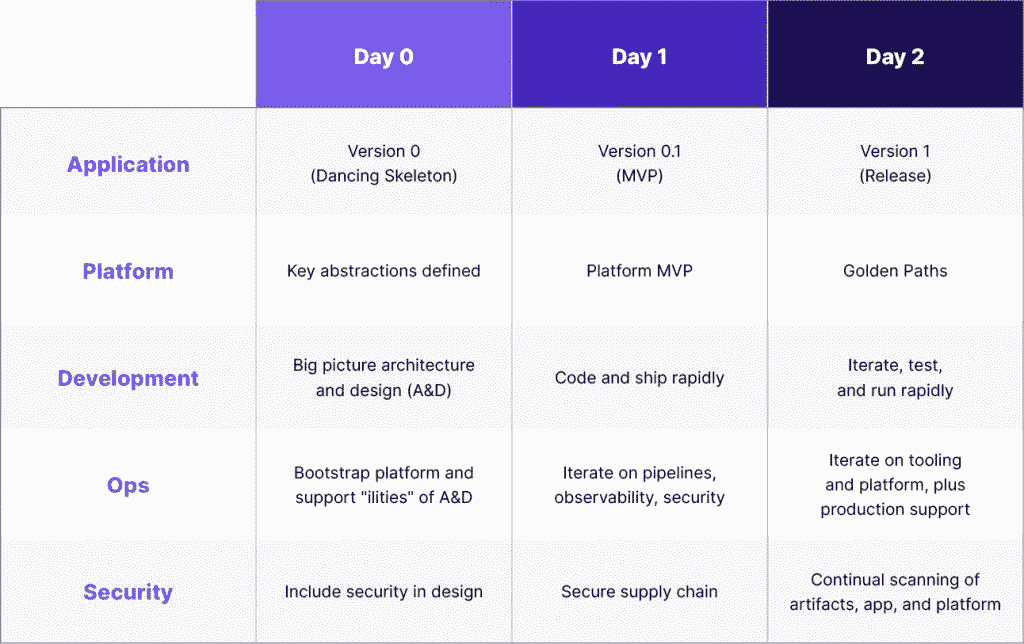 Day 0
Day 1
Day 2
Application
Version 0
(Dancing Skeleton)
Version 0.1
(MVP)
Version 1
(Release)
Platform
Key abstractions defined
Platform MVP
Golden Paths
Development
Big picture architecture
and design (A&D)
Code and ship rapidly
Iterate, test,
and run rapidly
Ops
Bootstrap platform and
support "ilities" of A&D
Iterate on pipelines,
observability, security
Iterate on tooling
and platform, plus
production support
Security
Include security in design
Secure supply chain
Continual scanning of
artifacts, app, and platform